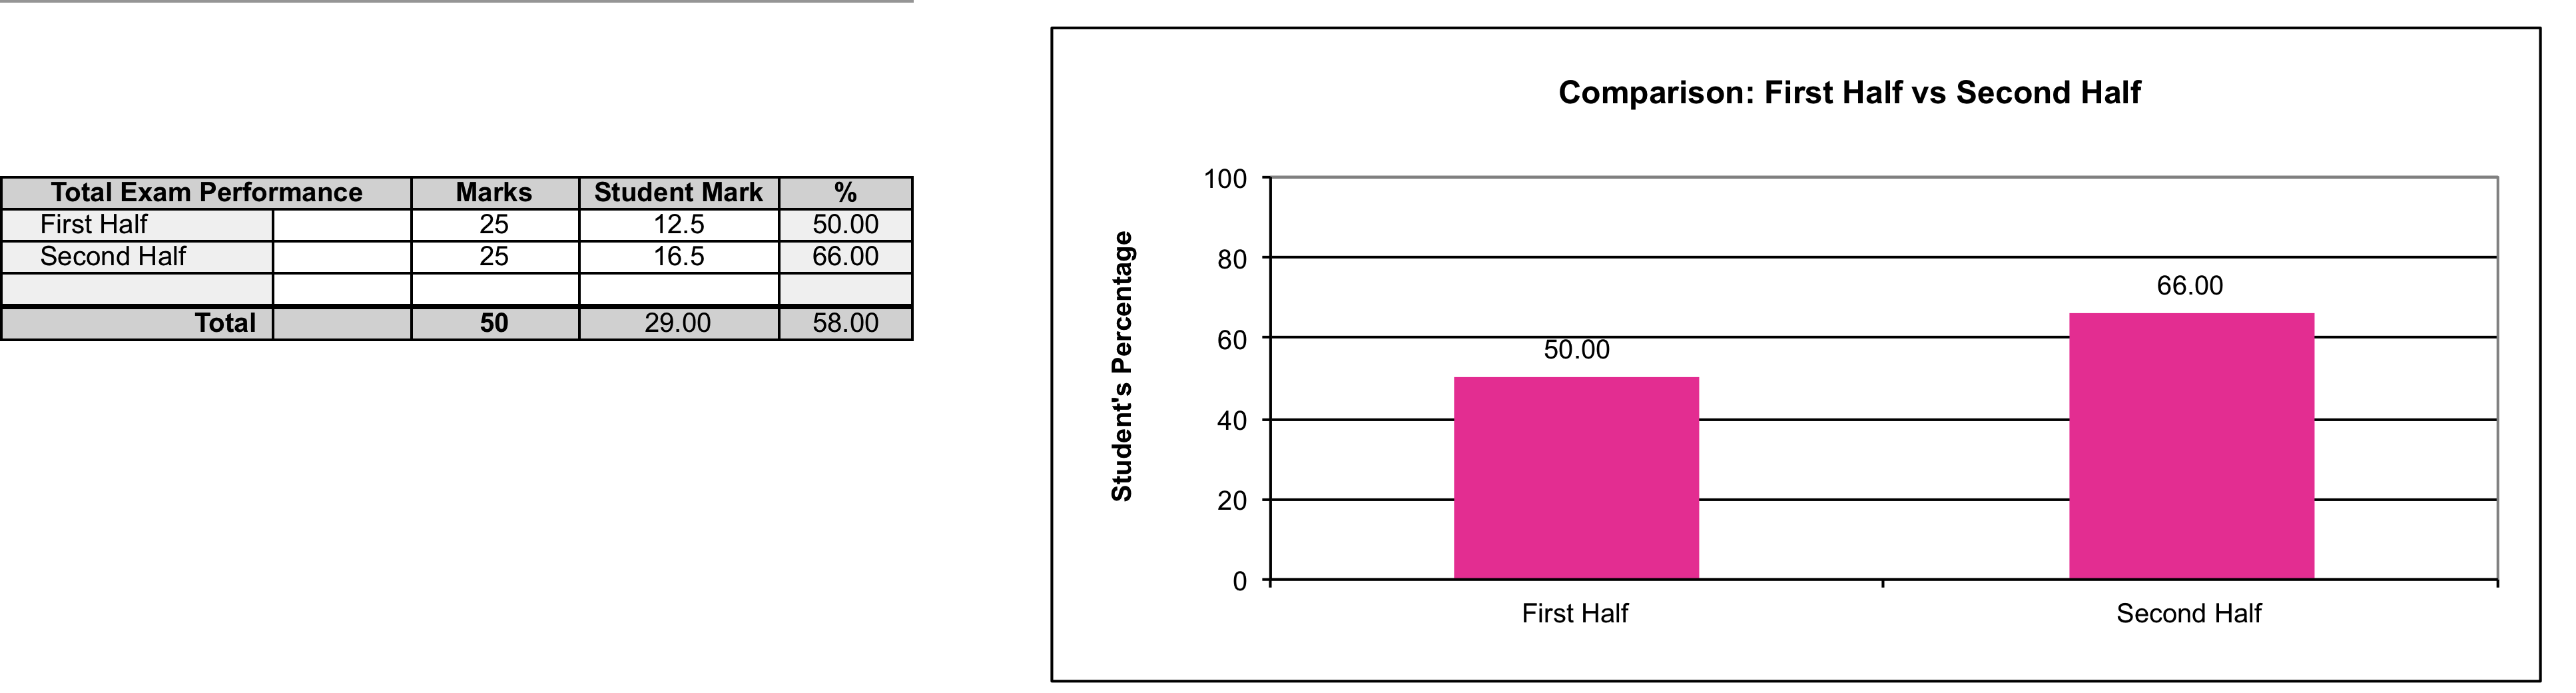 Total Exam Performance Marks Student Mark %
First Half 25 12.5 50.00
Second Half 25 16.5 66.00
Total 50 29.00 58.00
Comparison: First Half vs Second Half
Student's Percentage
100
80
60
40
20
0
50.00
66.00
First Half
Second Half